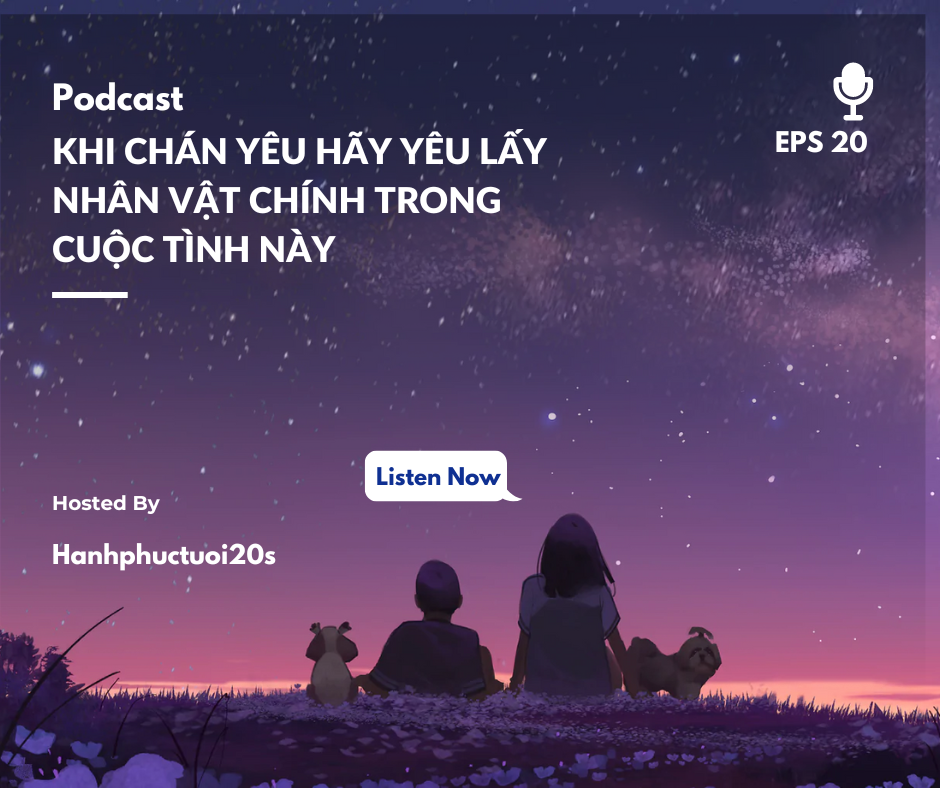 Podcast
KHI CHÁN YÊU HÃY YÊU LẤY
NHÂN VẬT CHÍNH TRONG
CUỘC TÌNH NÀY
EPS 20
Listen Now
Hosted By
Hanhphuctuoi20s